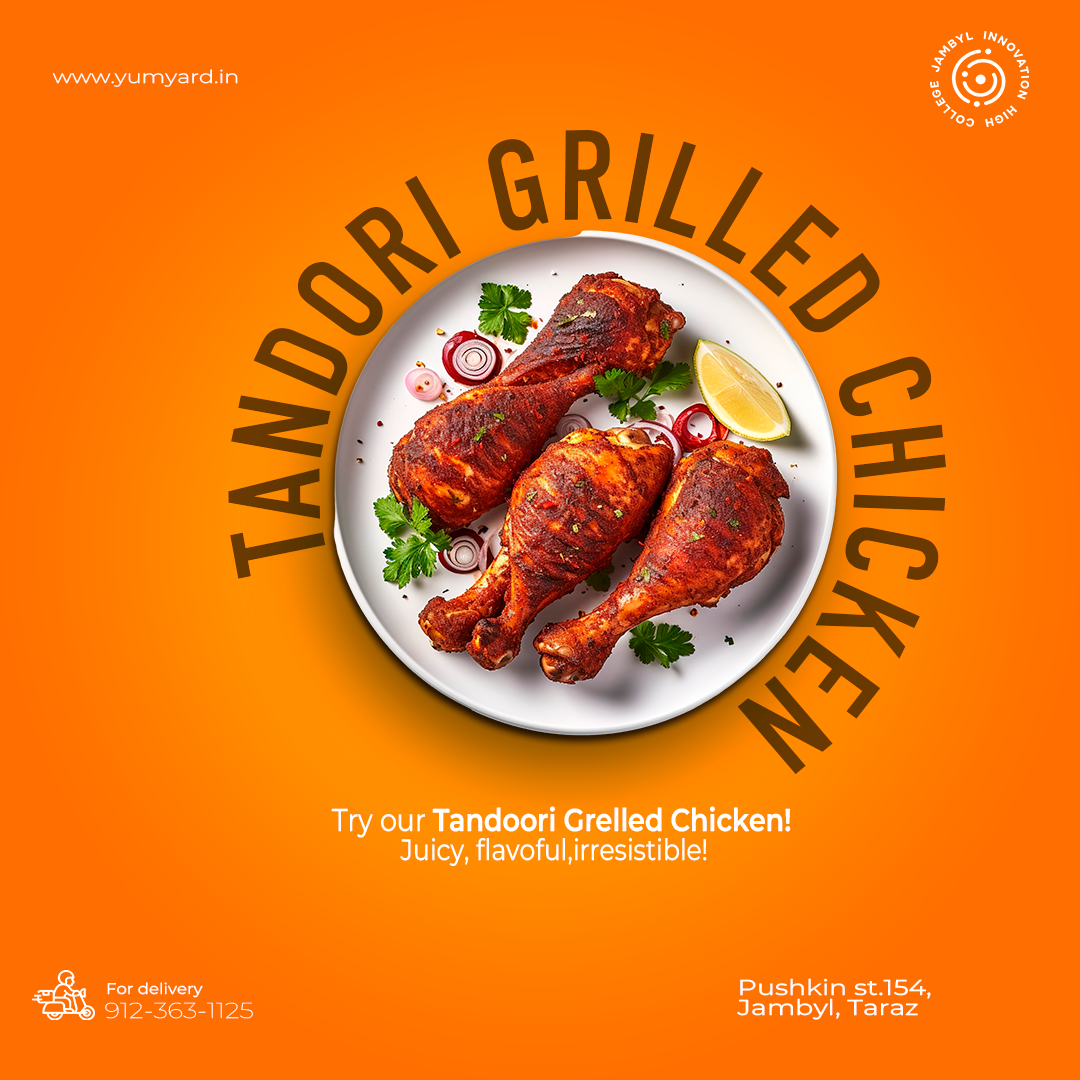 www.yumyard.in
JAMBYL INNOVATION HIGH COLLEGE
TANDORI GRILLED CHICKEN
Try our Tandoori Grelled Chicken!
Juicy, flavoful,irresistible!
For delivery
912-363-1125
Pushkin st.154,
Jambyl, Taraz